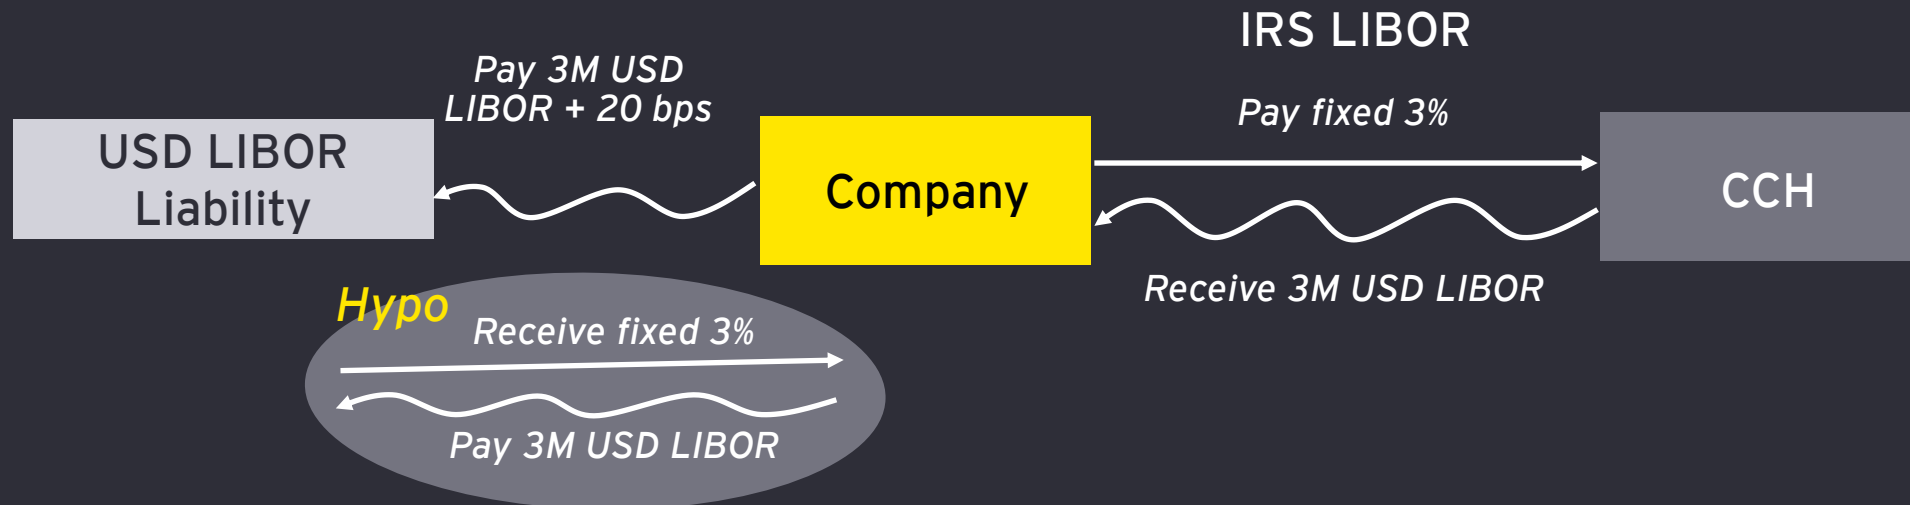 IRS LIBOR
Pay 3M USD
LIBOR + 20 bps
Pay fixed 3%
USD LIBOR
Liability
Company
CCH
Receive 3M USD LIBOR
Hypo
Receive fixed 3%
Pay 3M USD LIBOR